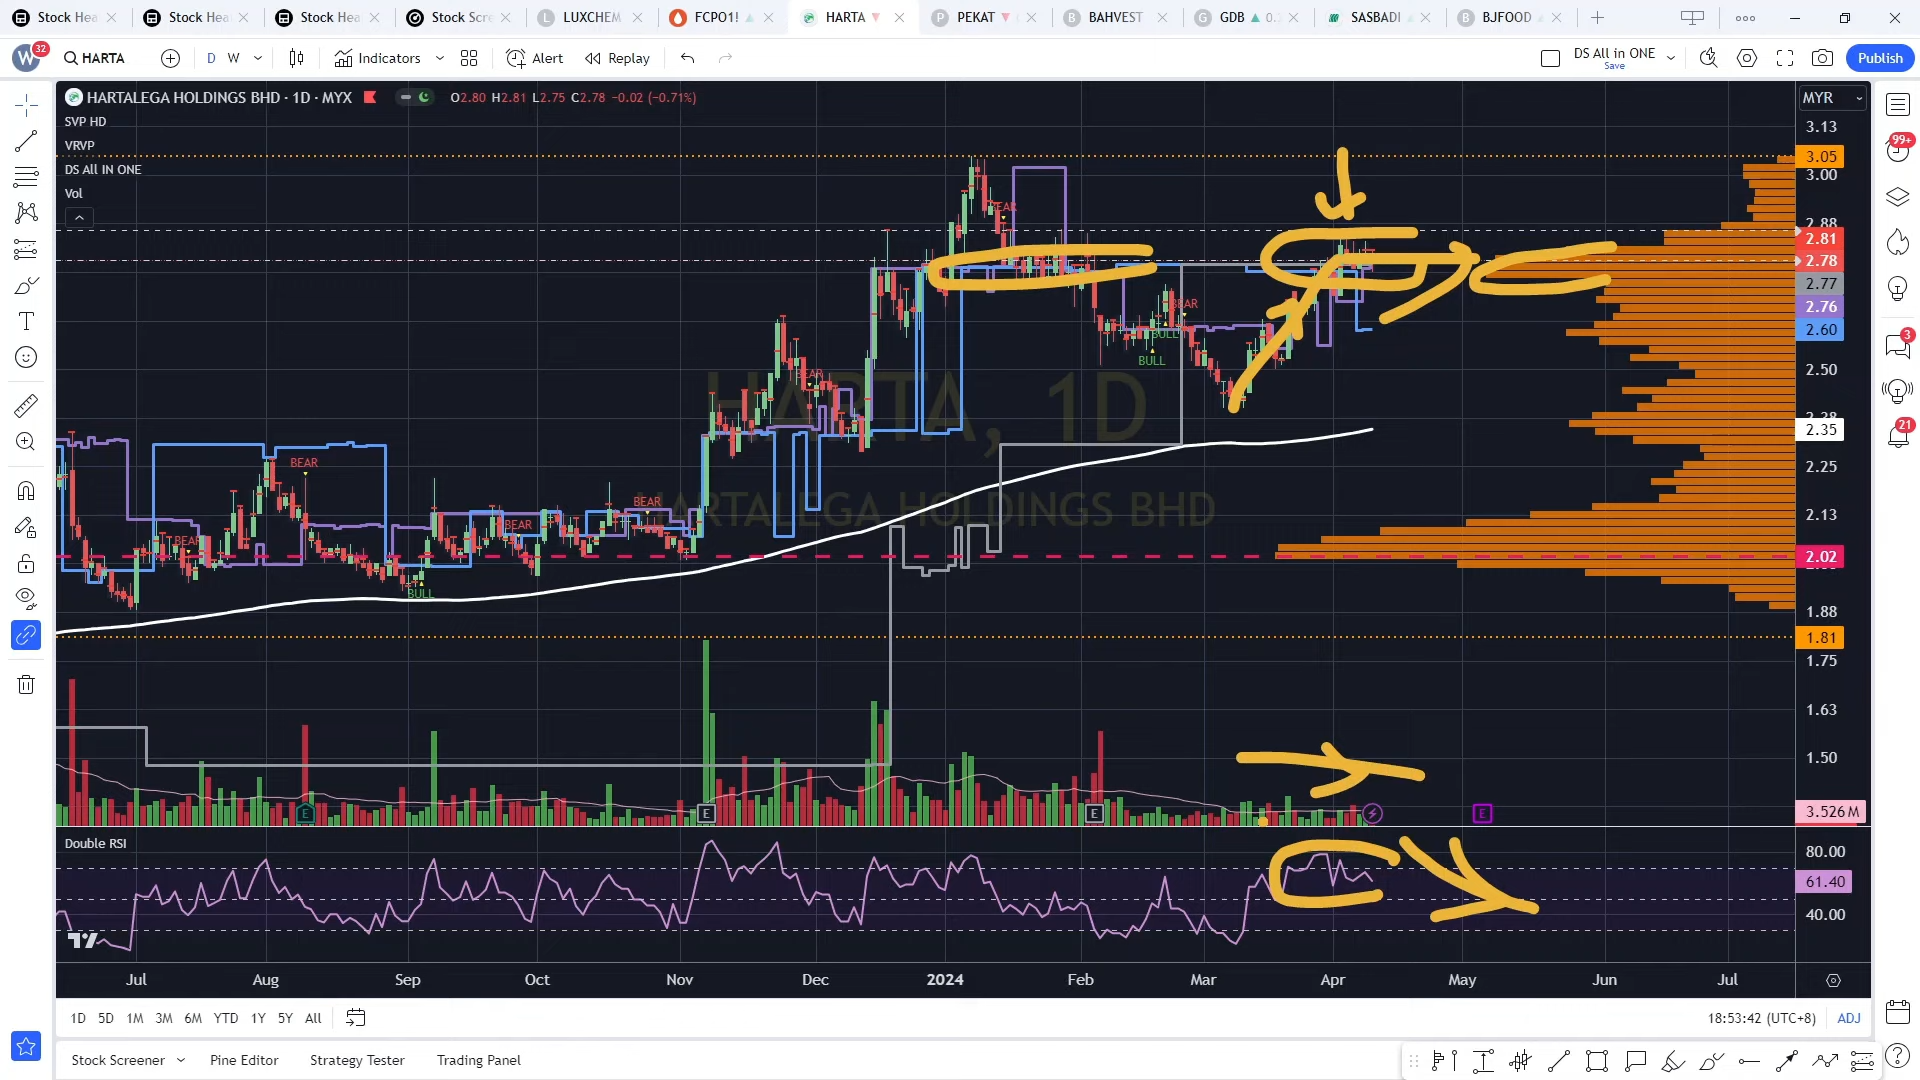 Stock Hea
Stock Hea
Stock Hea
Stock Scre
LUXCHEM
FCPO1!
HARTA
PEKAT
BAHVEST
GDB
SASBADI
BJFOOD
W
32
HARTA
D
W
Indicators
Alert
Replay
DS All in ONE
Save
Publish
HARTALEGA HOLDINGS BHD · 1D · MYX
O2.80 H2.81 L2.75 C2.78 −0.02 (−0.71%)
SVP HD
VRVP
DS All IN ONE
Vol
MYR
3.13
3.05
3.00
2.88
2.81
2.78
2.77
2.76
2.60
2.50
2.35
2.25
2.13
2.02
1.88
1.81
1.75
1.63
1.50
3.526 M
99+
3
21
BEAR
BEAR
BULL
BULL
BEAR
BEAR
BEAR
BEAR
BEAR
BULL
HARTA, 1D
HARTALEGA HOLDINGS BHD
E
E
E
E
Double RSI
80.00
61.40
40.00
Jul
Aug
Sep
Oct
Nov
Dec
2024
Feb
Mar
Apr
May
Jun
Jul
1D 5D 1M 3M 6M YTD 1Y 5Y All
18:53:42 (UTC+8)
ADJ
Stock Screener
Pine Editor
Strategy Tester
Trading Panel